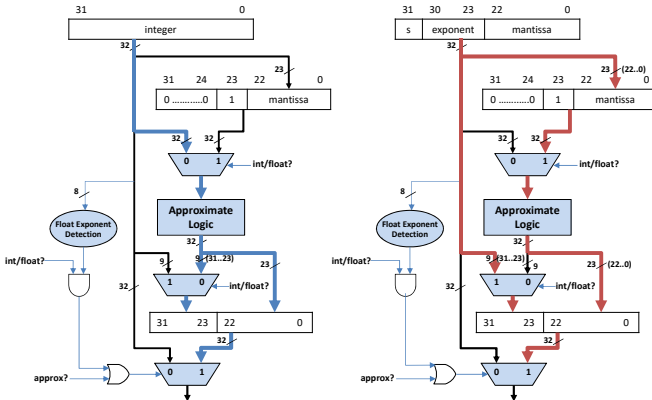 31 0
integer
32
23
31 24 23 22 0
0 ...........0 1 mantissa
32 32
0 1
int/float?
8
Approximate Logic
Float Exponent Detection
32
9 9 (31..23)
23
int/float?
1 0
int/float?
32
31 23 22 0
32
0 1
approx?
31 30 23 22 0
s exponent mantissa
32
23 (22..0)
31 24 23 22 0
0 ...........0 1 mantissa
32 32
0 1
int/float?
8
Approximate Logic
Float Exponent Detection
32
9 (31..23) 9
23 (22..0)
int/float?
1 0
int/float?
32
31 23 22 0
32
0 1
approx?